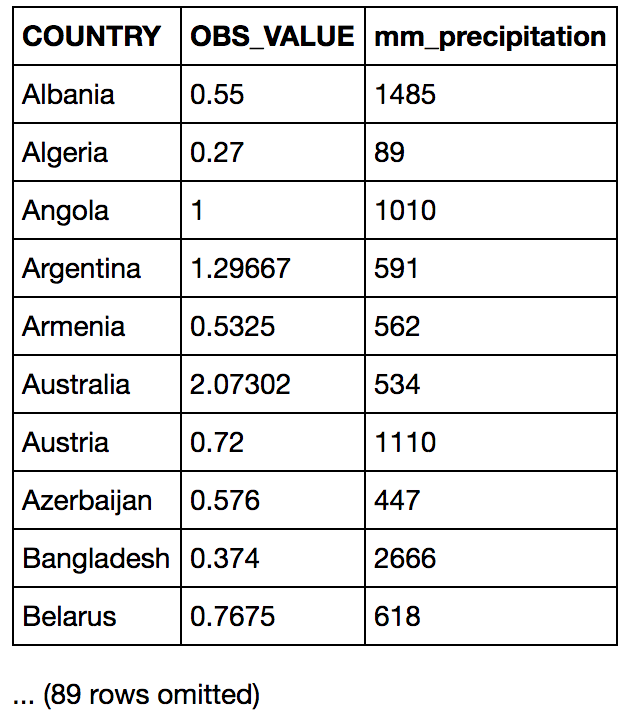 COUNTRY OBS_VALUE mm_precipitation
Albania 0.55 1485
Algeria 0.27 89
Angola 1 1010
Argentina 1.29667 591
Armenia 0.5325 562
Australia 2.07302 534
Austria 0.72 1110
Azerbaijan 0.576 447
Bangladesh 0.374 2666
Belarus 0.7675 618
... (89 rows omitted)